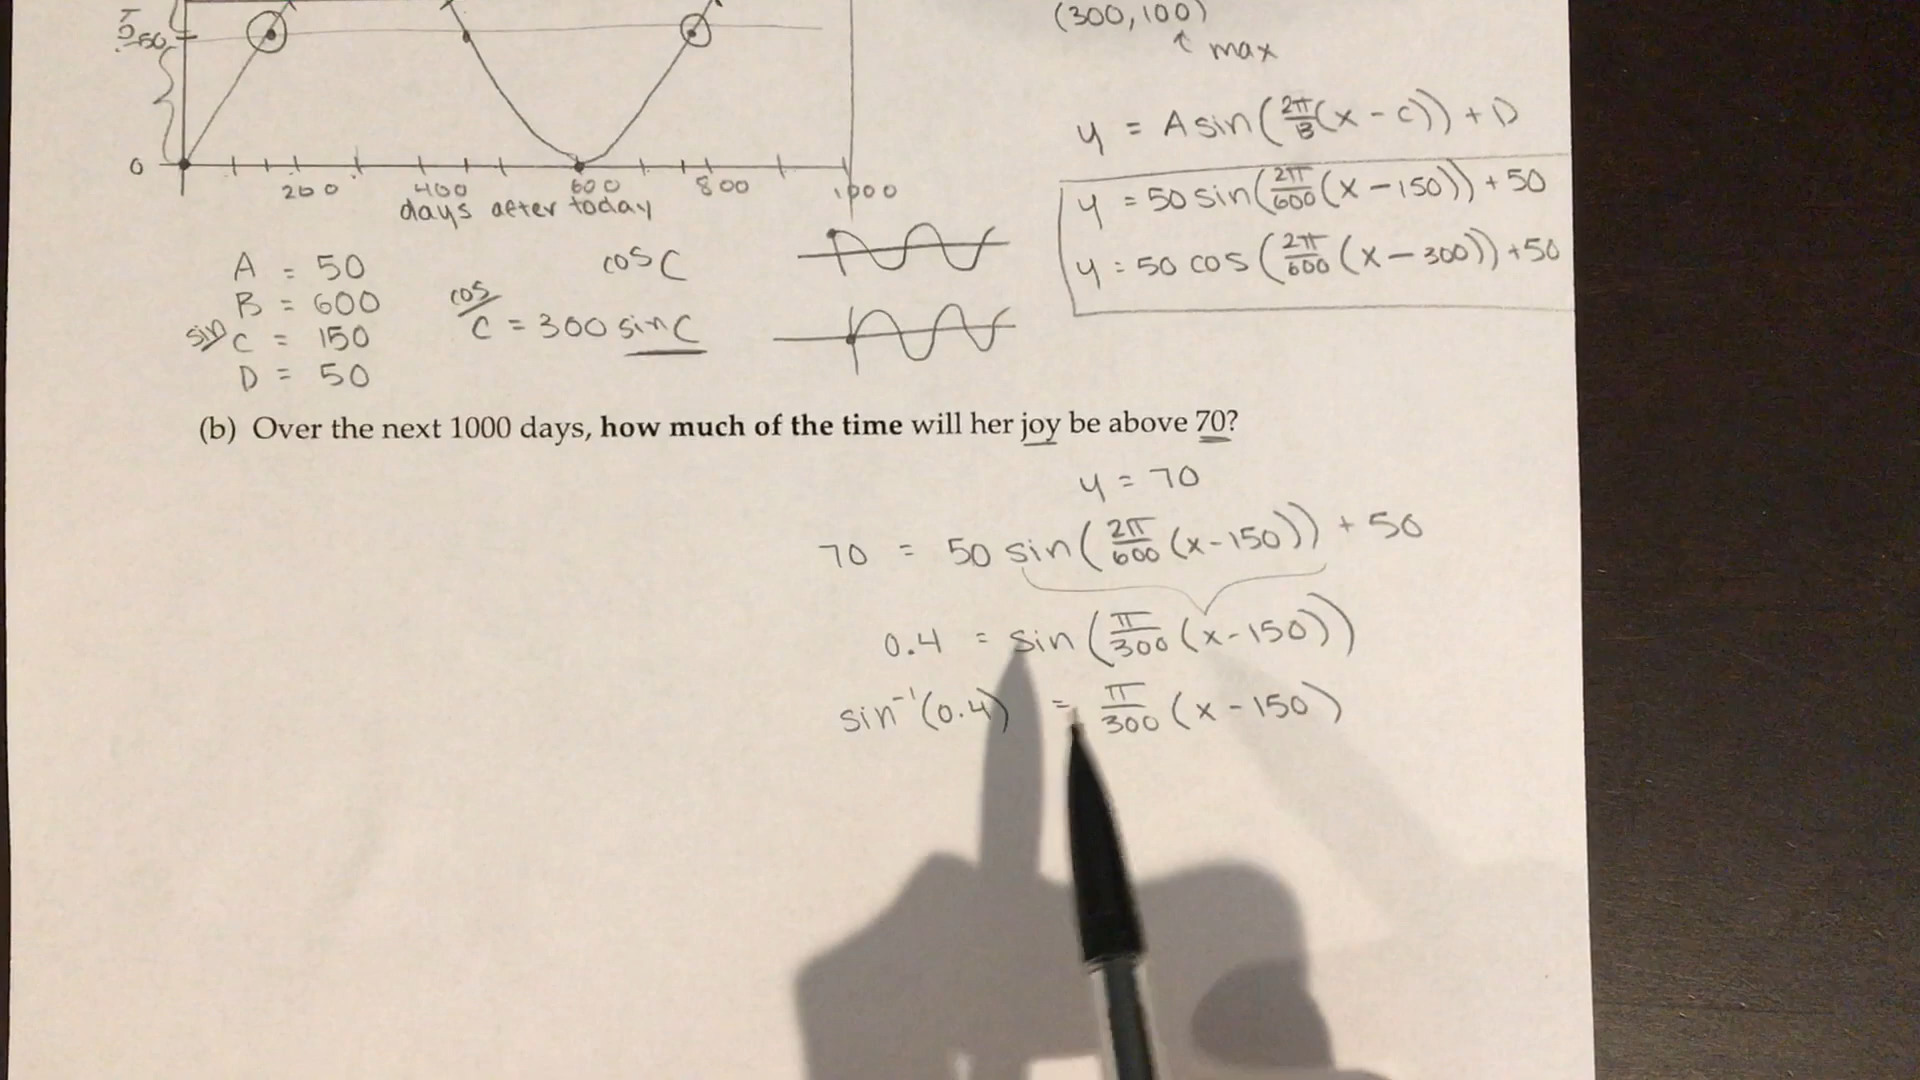 (300,100)
↑ max
50
0
200 400 600 800 1000
days after today
y = A sin(2π/B(x - C)) + D
y = 50 sin(2π/600(x - 150)) + 50
y = 50 cos(2π/600(x - 300)) + 50
A = 50
B = 600
sin C = 150
D = 50
cos C
cos/C = 300 sin C
(b) Over the next 1000 days, how much of the time will her joy be above 70?
y = 70
70 = 50 sin(2π/600(x-150)) + 50
0.4 = sin(π/300(x-150))
sin⁻¹(0.4) = π/300(x - 150)